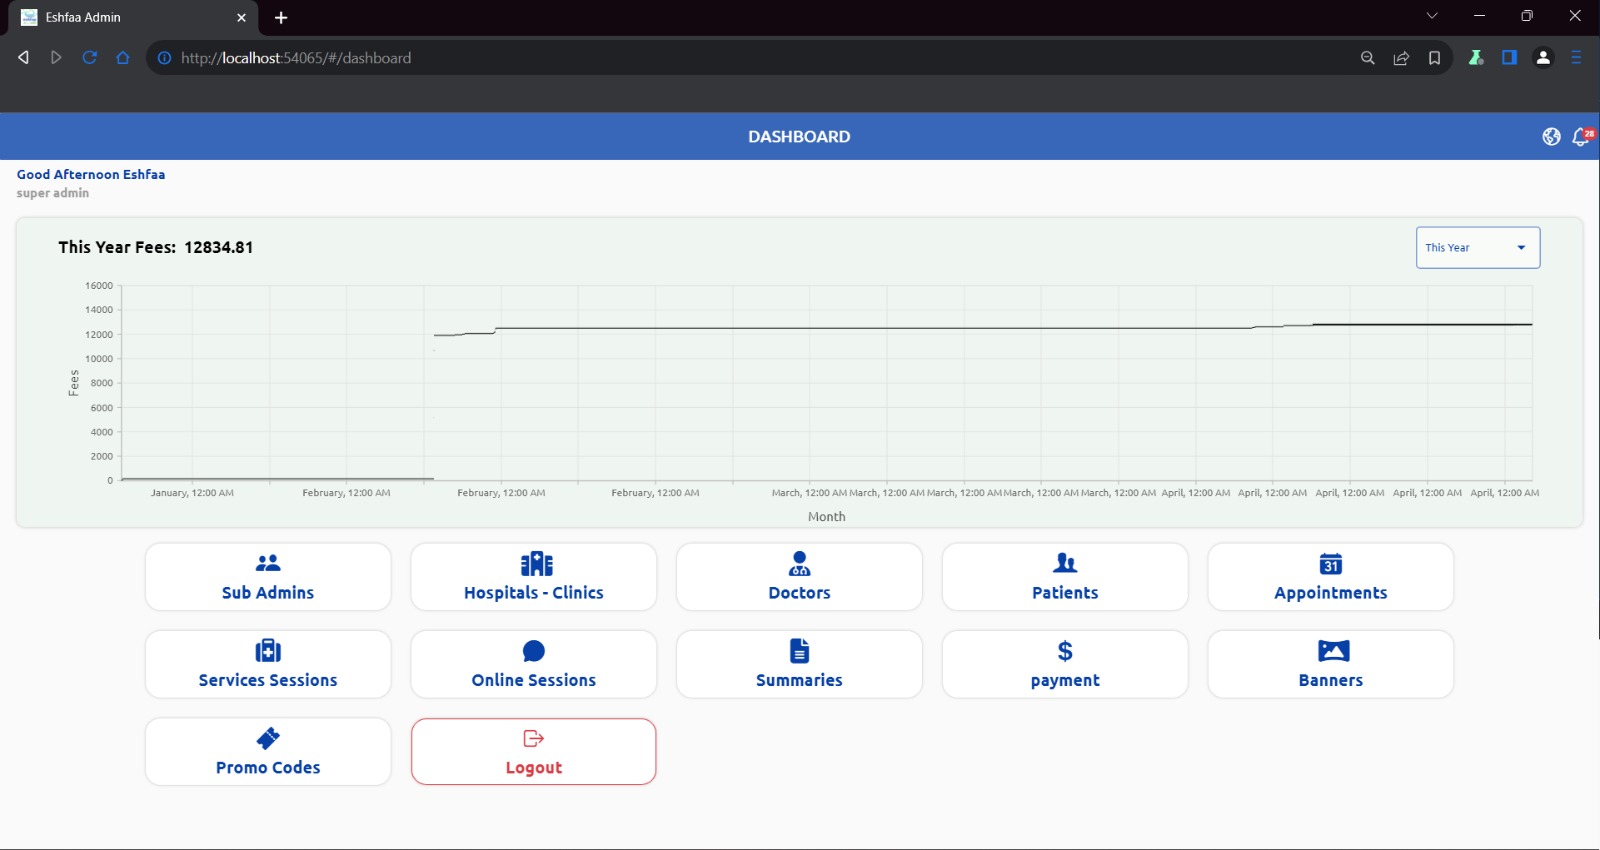 Eshfaa Admin
http://localhost:54065/#/dashboard
DASHBOARD
28
Good Afternoon Eshfaa
super admin
This Year Fees: 12834.81
This Year
16000
14000
12000
10000
8000
6000
4000
2000
0
Fees
January, 12:00 AM February, 12:00 AM February, 12:00 AM February, 12:00 AM March, 12:00 AM March, 12:00 AM March, 12:00 AM March, 12:00 AM March, 12:00 AM April, 12:00 AM April, 12:00 AM April, 12:00 AM April, 12:00 AM April, 12:00 AM
Month
31
Sub Admins Hospitals - Clinics Doctors Patients Appointments
Services Sessions Online Sessions Summaries payment Banners
Promo Codes Logout